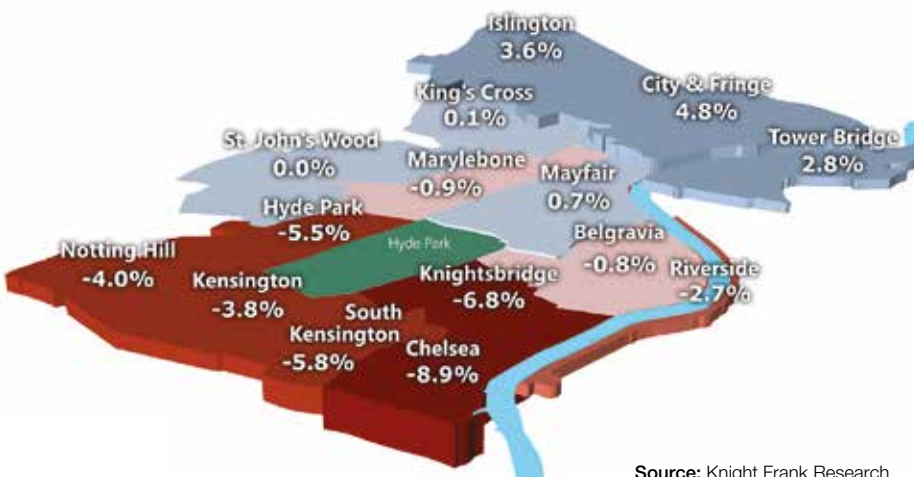 Islington
3.6%
City & Fringe
4.8%
King's Cross
0.1%
Tower Bridge
2.8%
St. John's Wood
0.0%
Marylebone
-0.9%
Mayfair
0.7%
Hyde Park
-5.5%
Hyde Park
Belgravia
-0.8%
Notting Hill
-4.0%
Riverside
-2.7%
Kensington
-3.8%
Knightsbridge
-6.8%
South
Kensington
-5.8%
Chelsea
-8.9%
Source: Knight Frank Research